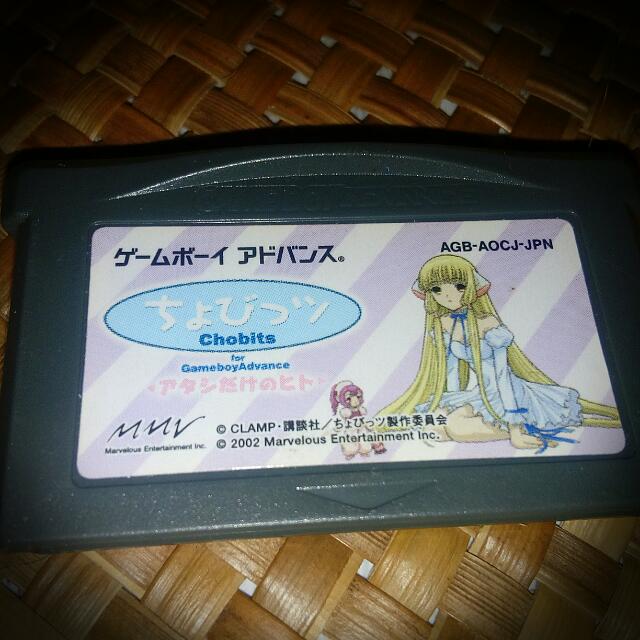 ゲームボーイ アドバンス®
AGB-AOCJ-JPN
ちょびっツ
Chobits
for
GameboyAdvance
アタシだけのヒト
MMV
Marvelous Entertainment Inc.
© CLAMP・講談社／ちょびっツ製作委員会
© 2002 Marvelous Entertainment Inc.